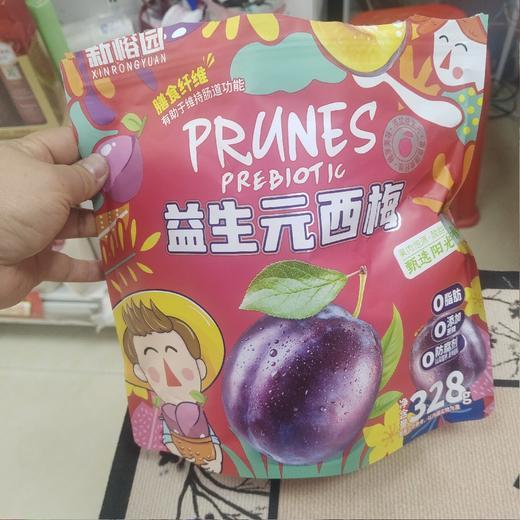 新榕园
XINRONGYUAN
膳食纤维
有助于维持肠道功能
PRUNES
PREBIOTIC
益生元西梅
甄选阳光
0脂肪
0添加
0防腐剂
328g